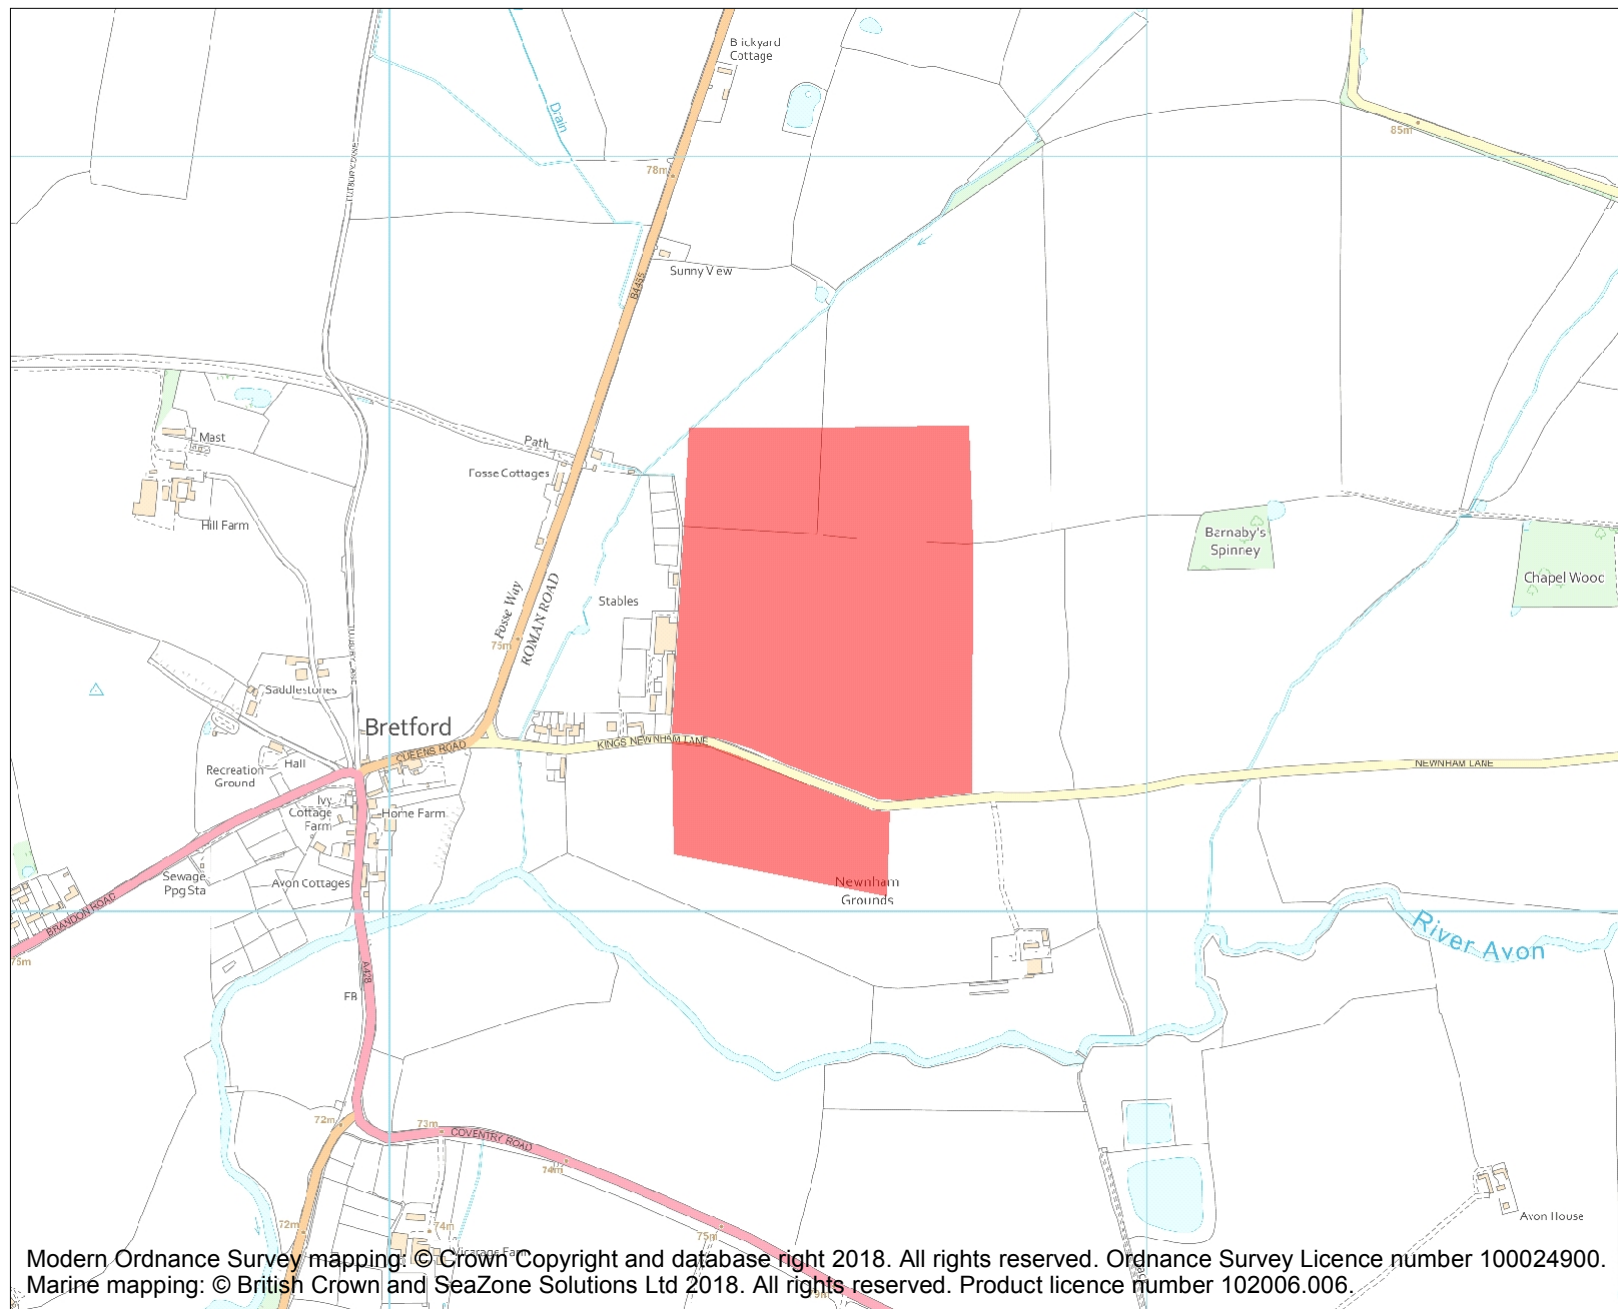 Brickyard
Cottage
Drain
85m
78m
Sunny View
B4455
Path
Mast
Fosse Cottages
Hill Farm
Barnaby's
Spinney
Chapel Wood
Fosse Way
ROMAN ROAD
Stables
75m
Saddlestones
Bretford
QUEENS ROAD
KINGS NEWNHAM LANE
NEWNHAM LANE
Hall
Recreation
Ground
Ivy
Cottage
Farm
Home Farm
Sewage
Ppg Sta
Avon Cottages
Newnham
Grounds
BRANDON ROAD
River Avon
A428
FB
72m
73m
COVENTRY ROAD
74m
72m
74m
75m
Vicarage Farm
Avon House
Modern Ordnance Survey mapping: © Crown Copyright and database right 2018. All rights reserved. Ordnance Survey Licence number 100024900.
Marine mapping: © British Crown and SeaZone Solutions Ltd 2018. All rights reserved. Product licence number 102006.006.